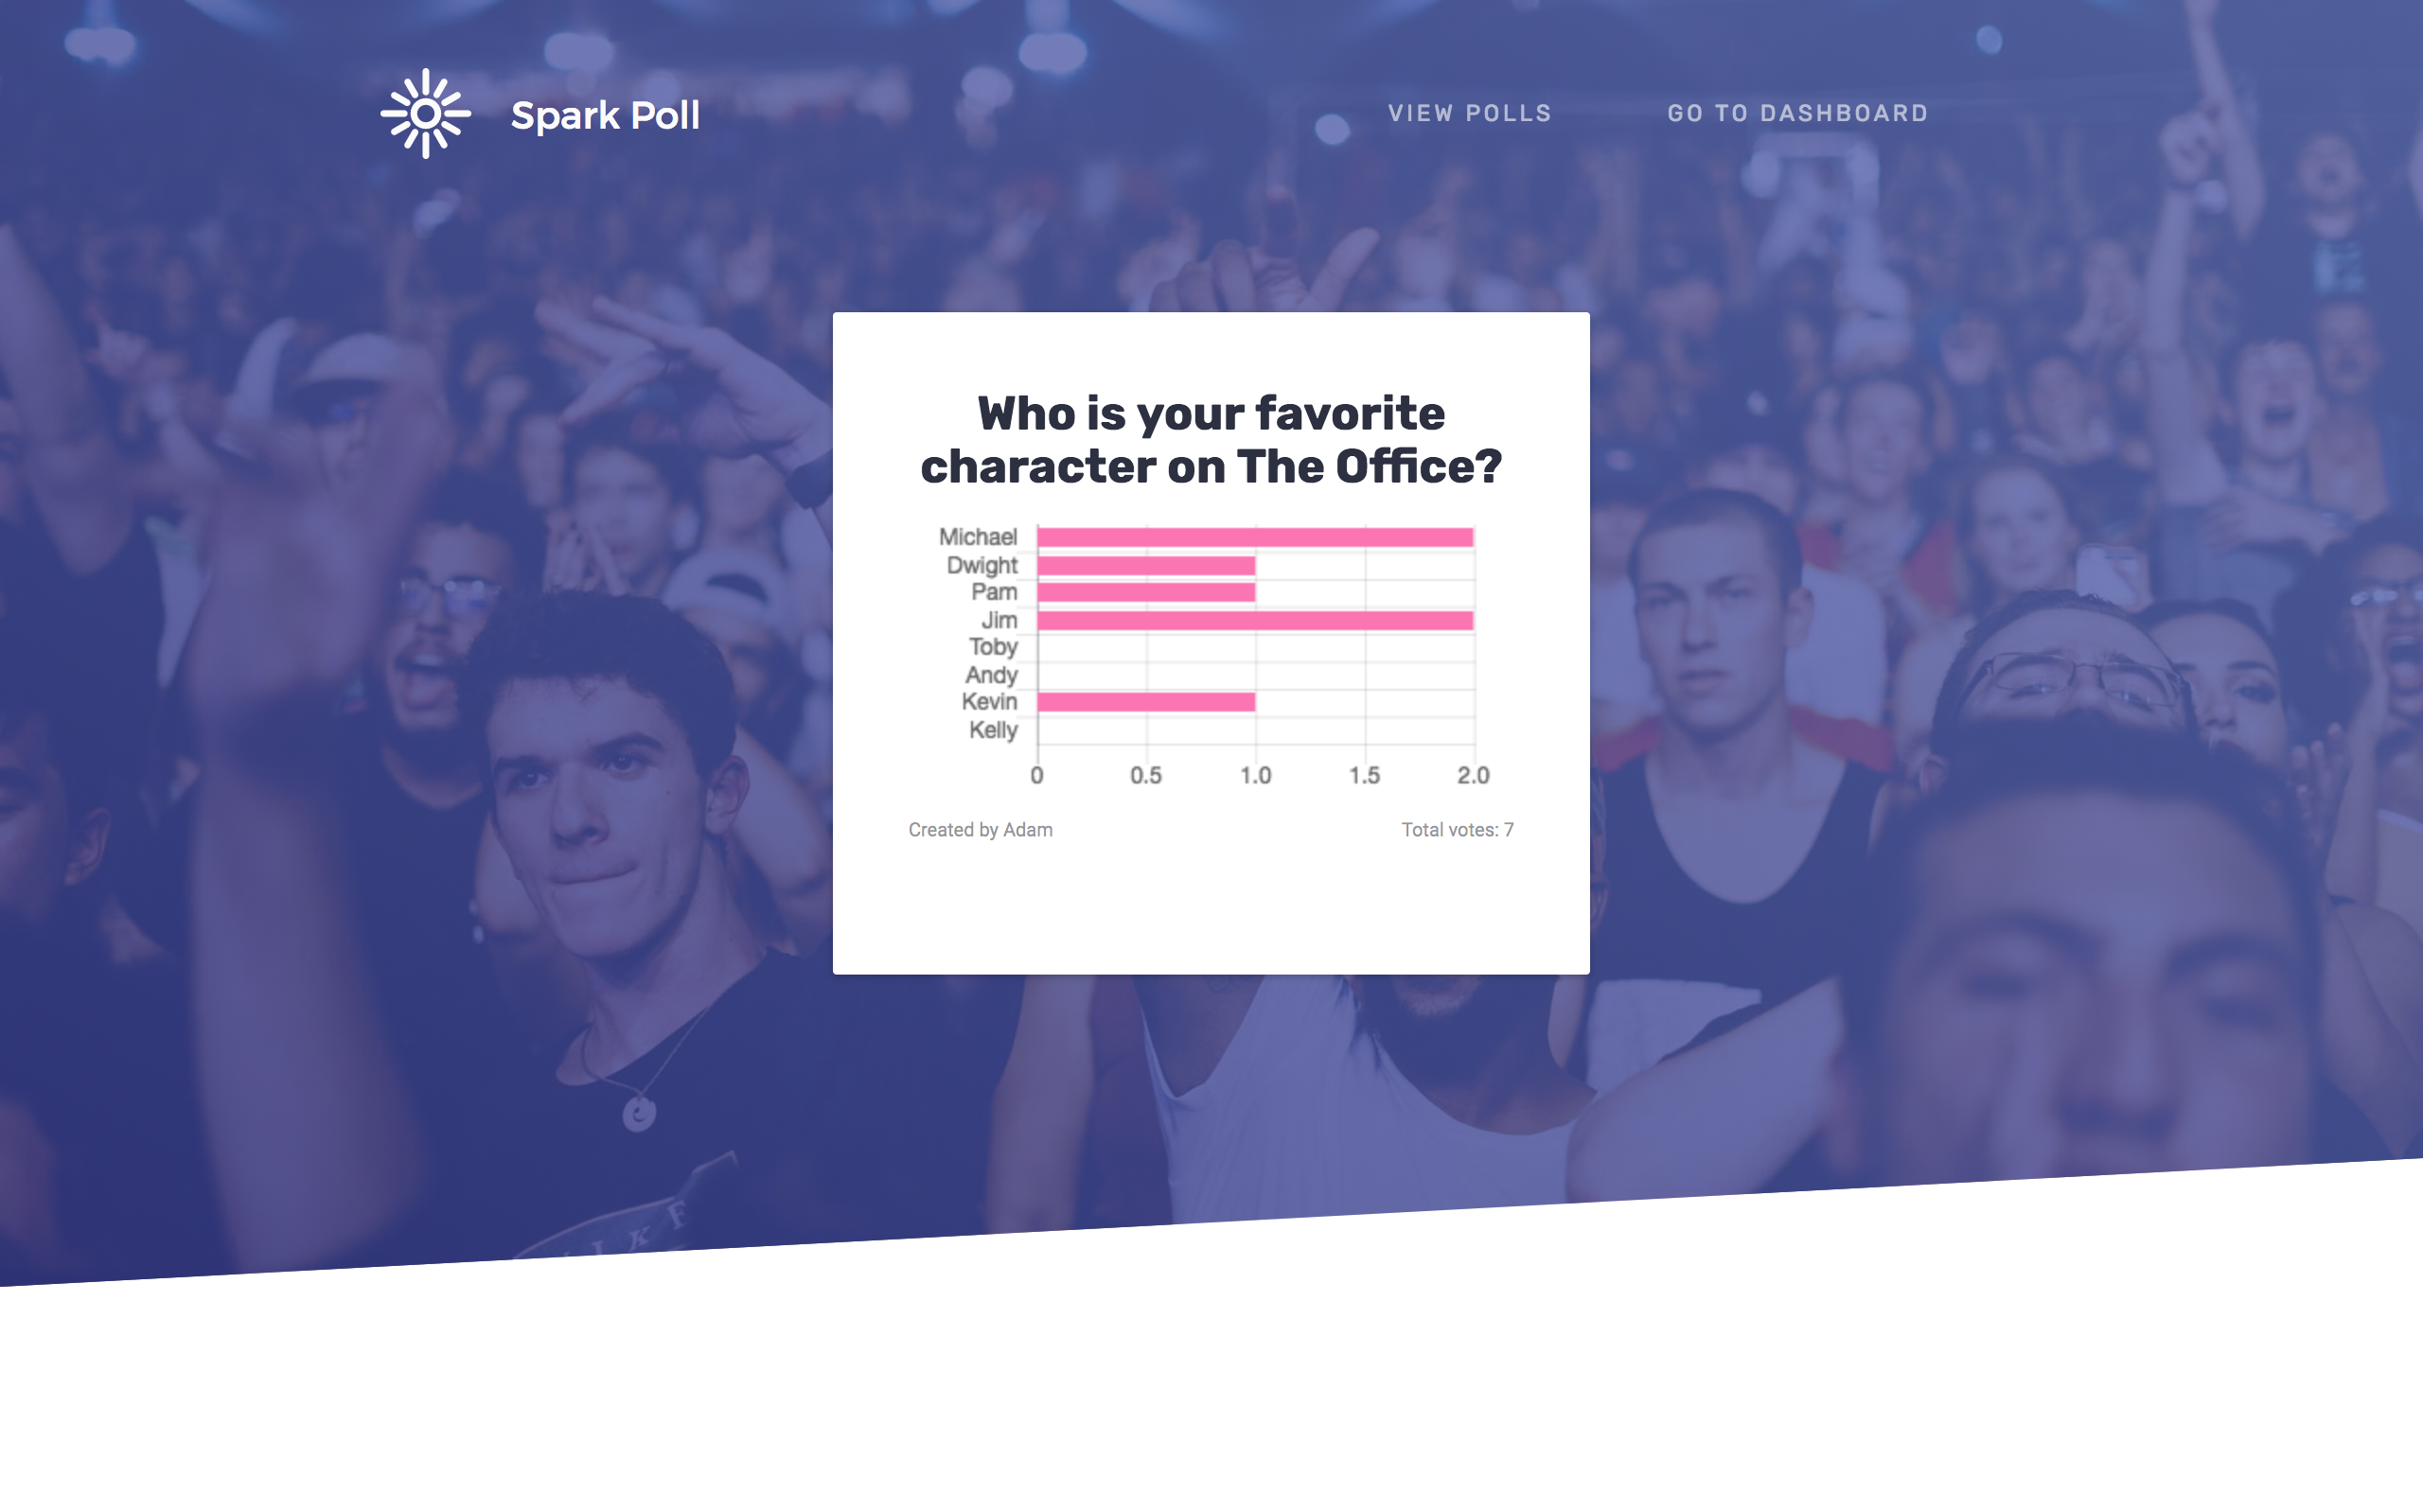 Spark Poll
VIEW POLLS
GO TO DASHBOARD
Who is your favorite
character on The Office?
Michael
Dwight
Pam
Jim
Toby
Andy
Kevin
Kelly
0 0.5 1.0 1.5 2.0
Created by Adam
Total votes: 7